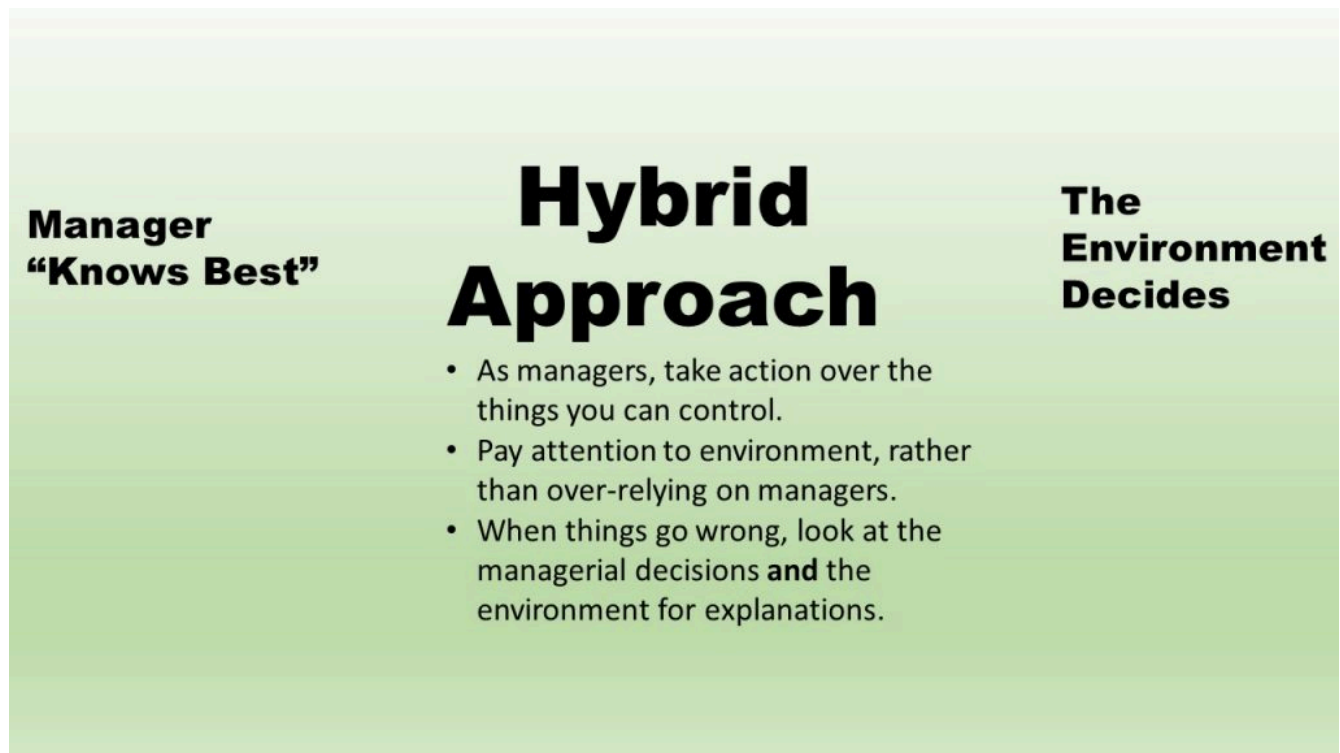 Manager
“Knows Best”
Hybrid
Approach
• As managers, take action over the
things you can control.
• Pay attention to environment, rather
than over-relying on managers.
• When things go wrong, look at the
managerial decisions and the
environment for explanations.
The
Environment
Decides